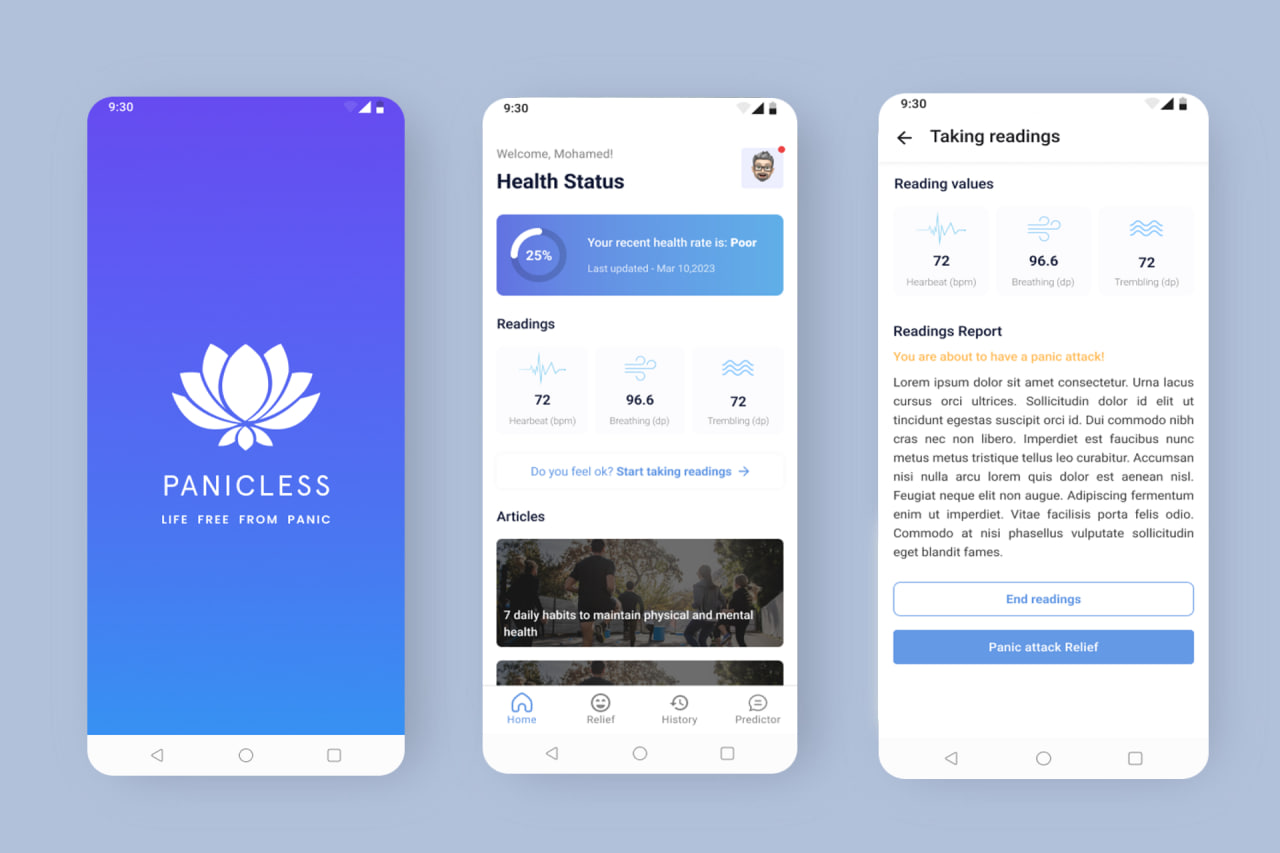 9:30
PANICLESS
LIFE FREE FROM PANIC
9:30
Welcome, Mohamed!
Health Status
25%
Your recent health rate is: Poor
Last updated - Mar 10,2023
Readings
72
Hearbeat (bpm)
96.6
Breathing (dp)
72
Trembling (dp)
Do you feel ok? Start taking readings →
Articles
7 daily habits to maintain physical and mental
health
Home
Relief
History
Predictor
9:30
Taking readings
Reading values
72
Hearbeat (bpm)
96.6
Breathing (dp)
72
Trembling (dp)
Readings Report
You are about to have a panic attack!
Lorem ipsum dolor sit amet consectetur. Urna lacus
cursus orci ultrices. Sollicitudin dolor id elit ut
tincidunt egestas suscipit orci id. Dui commodo nibh
cras nec non libero. Imperdiet est faucibus nunc
metus metus tristique tellus leo curabitur. Accumsan
nisi nulla arcu lorem quis dolor est aenean nisl.
Feugiat neque elit non augue. Adipiscing fermentum
enim ut imperdiet. Vitae facilisis porta felis odio.
Commodo at nisi phasellus vulputate sollicitudin
eget blandit fames.
End readings
Panic attack Relief